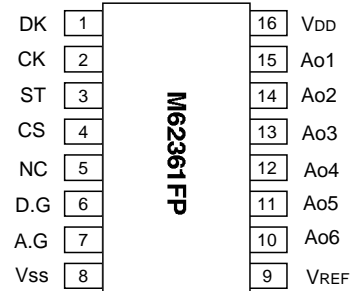 DK 1 16 VDD
CK 2 15 Ao1
ST 3 14 Ao2
CS 4 13 Ao3
NC 5 12 Ao4
D.G 6 11 Ao5
A.G 7 10 Ao6
Vss 8 9 VREF
M62361FP